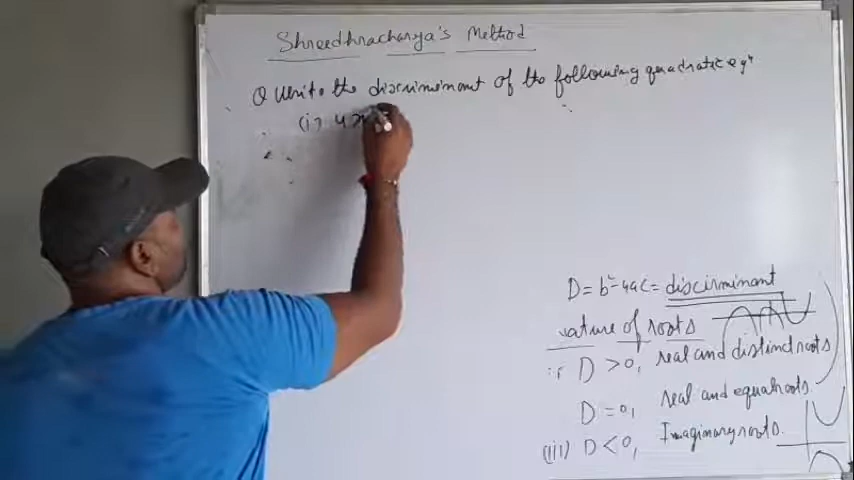 Shreedhracharya's Method
Q Write the discriminant of the following quadratic eqn
(i) 4x
D = b²-4ac = discriminant
nature of roots
D > 0, real and distinct roots
D = 0, real and equal roots.
(iii) D < 0, Imaginary roots.